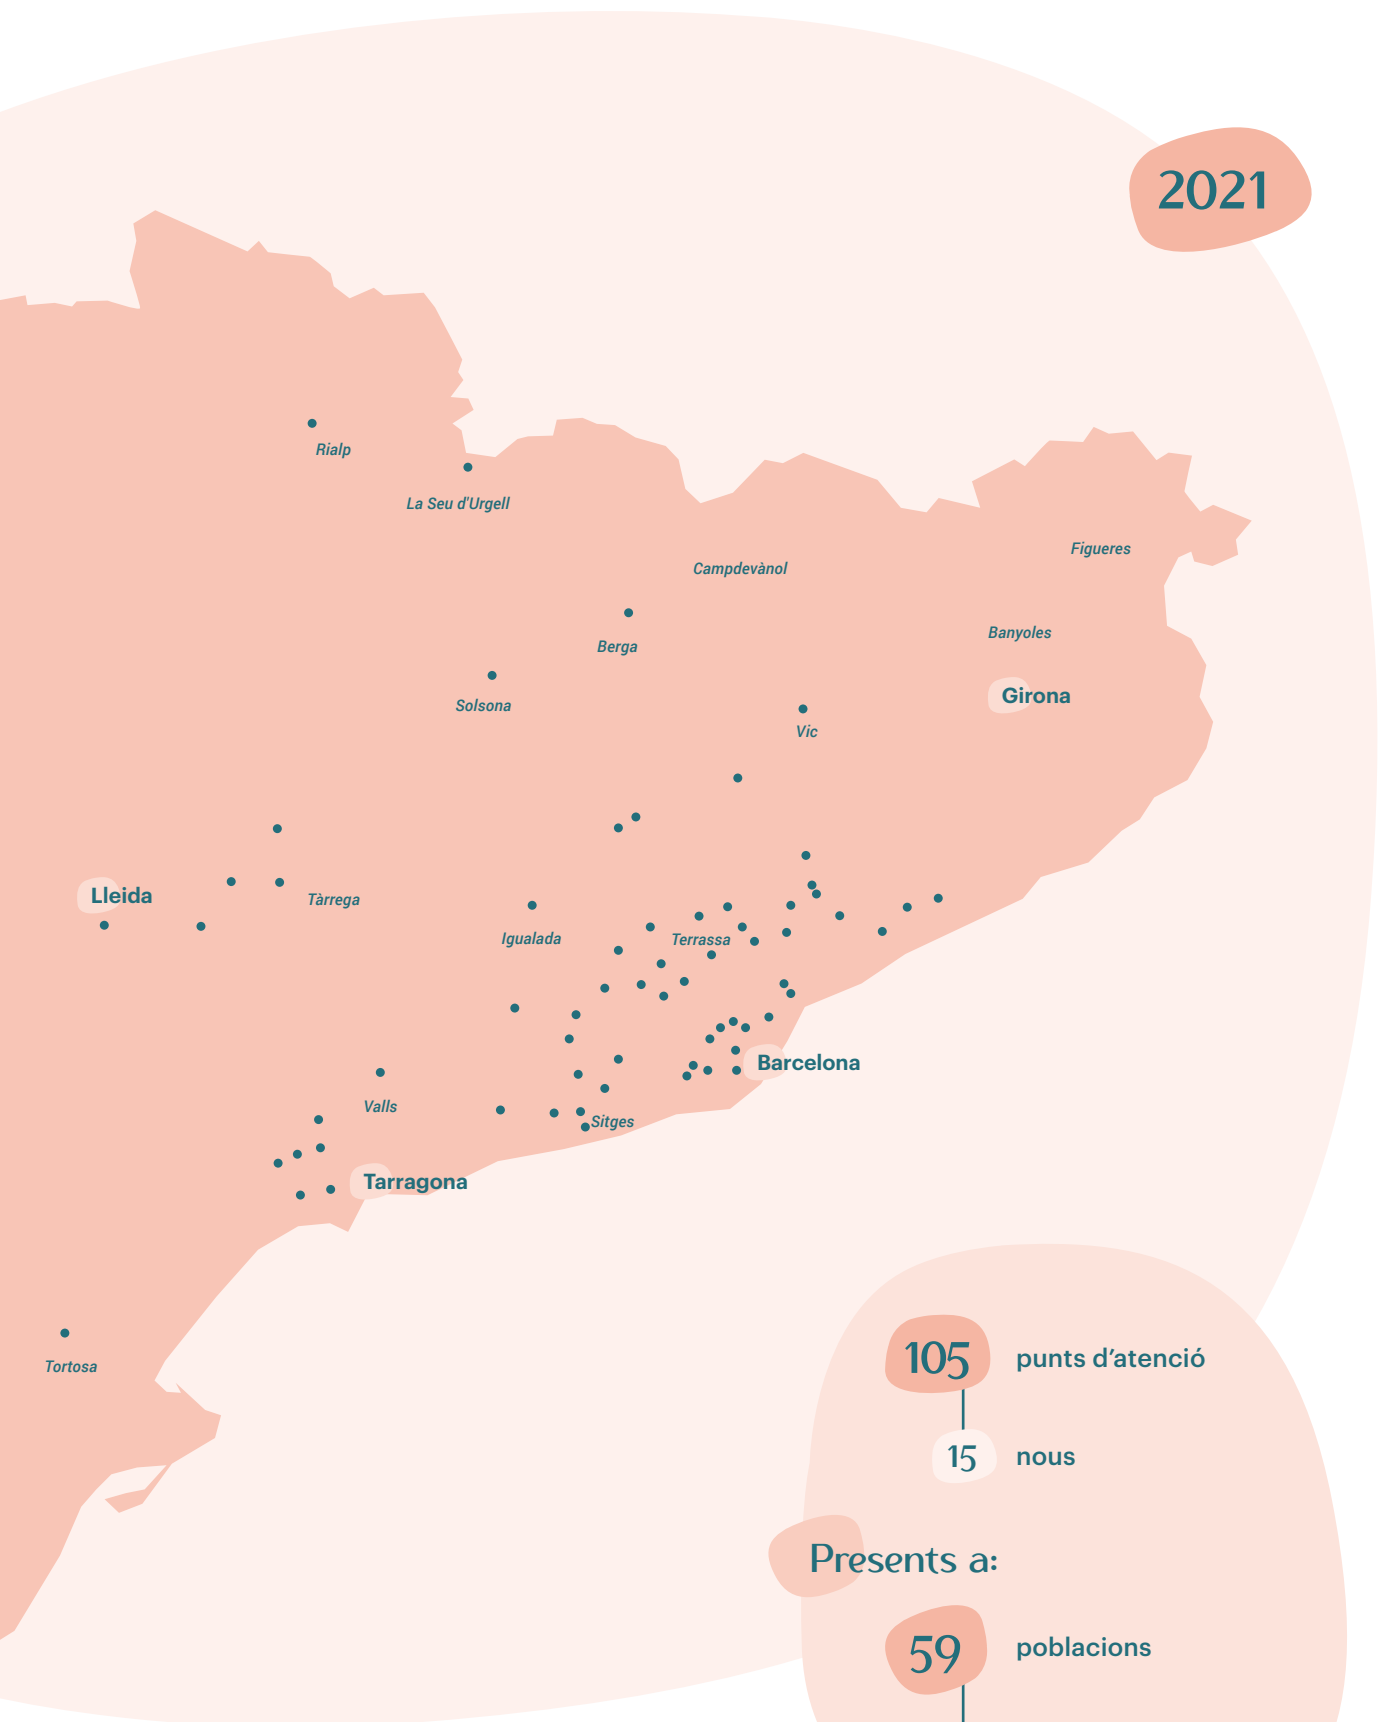 2021
Rialp
La Seu d'Urgell
Figueres
Campdevànol
Banyoles
Berga
Girona
Solsona
Vic
Lleida
Tàrrega
Igualada
Terrassa
Barcelona
Valls
Sitges
Tarragona
Tortosa
105 punts d’atenció
15 nous
Presents a:
59 poblacions